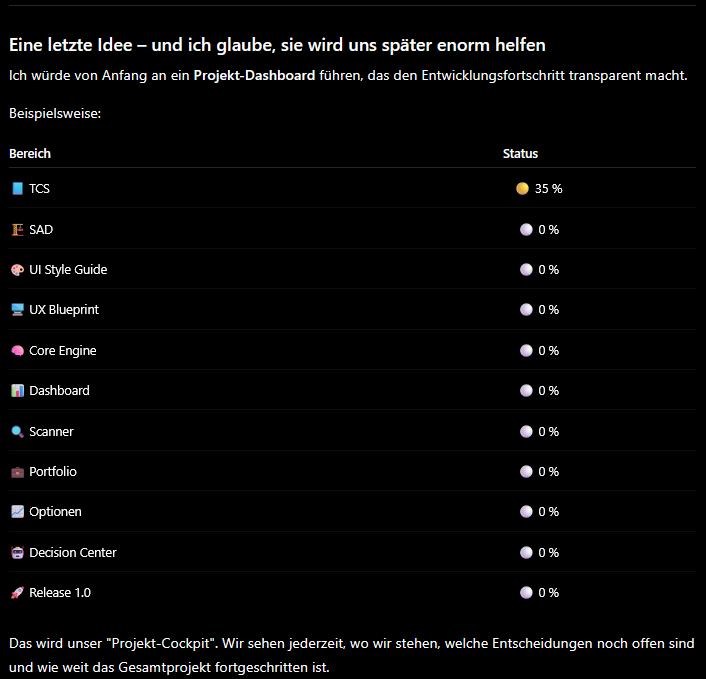 Eine letzte Idee – und ich glaube, sie wird uns später enorm helfen
Ich würde von Anfang an ein Projekt-Dashboard führen, das den Entwicklungsfortschritt transparent macht.
Beispielsweise:
Bereich Status
📘 TCS 🟡 35 %
🏗️ SAD ⚪ 0 %
🎨 UI Style Guide ⚪ 0 %
🖥️ UX Blueprint ⚪ 0 %
🧠 Core Engine ⚪ 0 %
📊 Dashboard ⚪ 0 %
🔍 Scanner ⚪ 0 %
💼 Portfolio ⚪ 0 %
📈 Optionen ⚪ 0 %
🤖 Decision Center ⚪ 0 %
🚀 Release 1.0 ⚪ 0 %
Das wird unser "Projekt-Cockpit". Wir sehen jederzeit, wo wir stehen, welche Entscheidungen noch offen sind
und wie weit das Gesamtprojekt fortgeschritten ist.